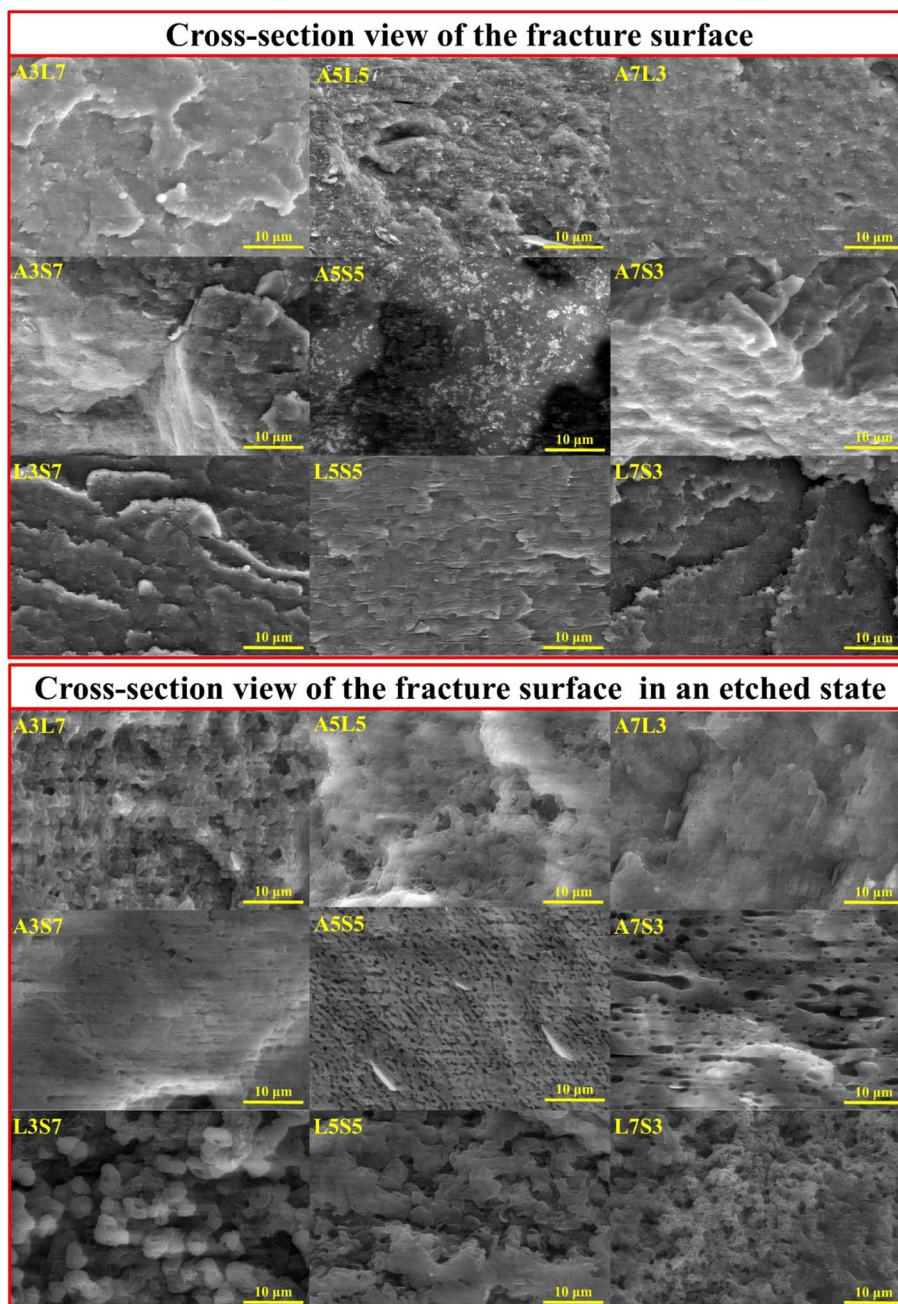 Cross-section view of the fracture surface
A3L7 A5L5 A7L3
10 µm 10 µm 10 µm
A3S7 A5S5 A7S3
10 µm 10 µm 10 µm
L3S7 L5S5 L7S3
10 µm 10 µm 10 µm
Cross-section view of the fracture surface in an etched state
A3L7 A5L5 A7L3
10 µm 10 µm 10 µm
A3S7 A5S5 A7S3
10 µm 10 µm 10 µm
L3S7 L5S5 L7S3
10 µm 10 µm 10 µm